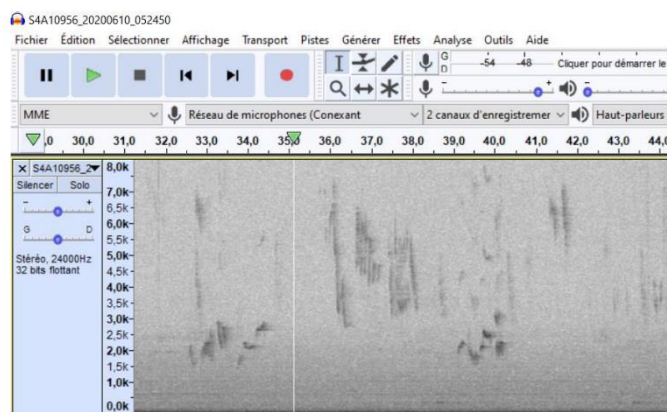 S4A10956_20200610_052450
Fichier Édition Sélectionner Affichage Transport Pistes Générer Effets Analyse Outils Aide
G D -54 -48 Cliquer pour démarrer le
- +
MME Réseau de microphones (Conexant 2 canaux d'enregistremer Haut-parleurs
,0 30,0 31,0 32,0 33,0 34,0 35,0 36,0 37,0 38,0 39,0 40,0 41,0 42,0 43,0 44,0
× S4A10956_2 8,0k
Silencer Solo 7,0k
- + 6,5k
6,0k
G D 5,5k
5,0k
Stéréo, 24000Hz 4,5k
32 bits flottant 4,0k
3,5k
3,0k
2,5k
2,0k
1,5k
1,0k
0,0k